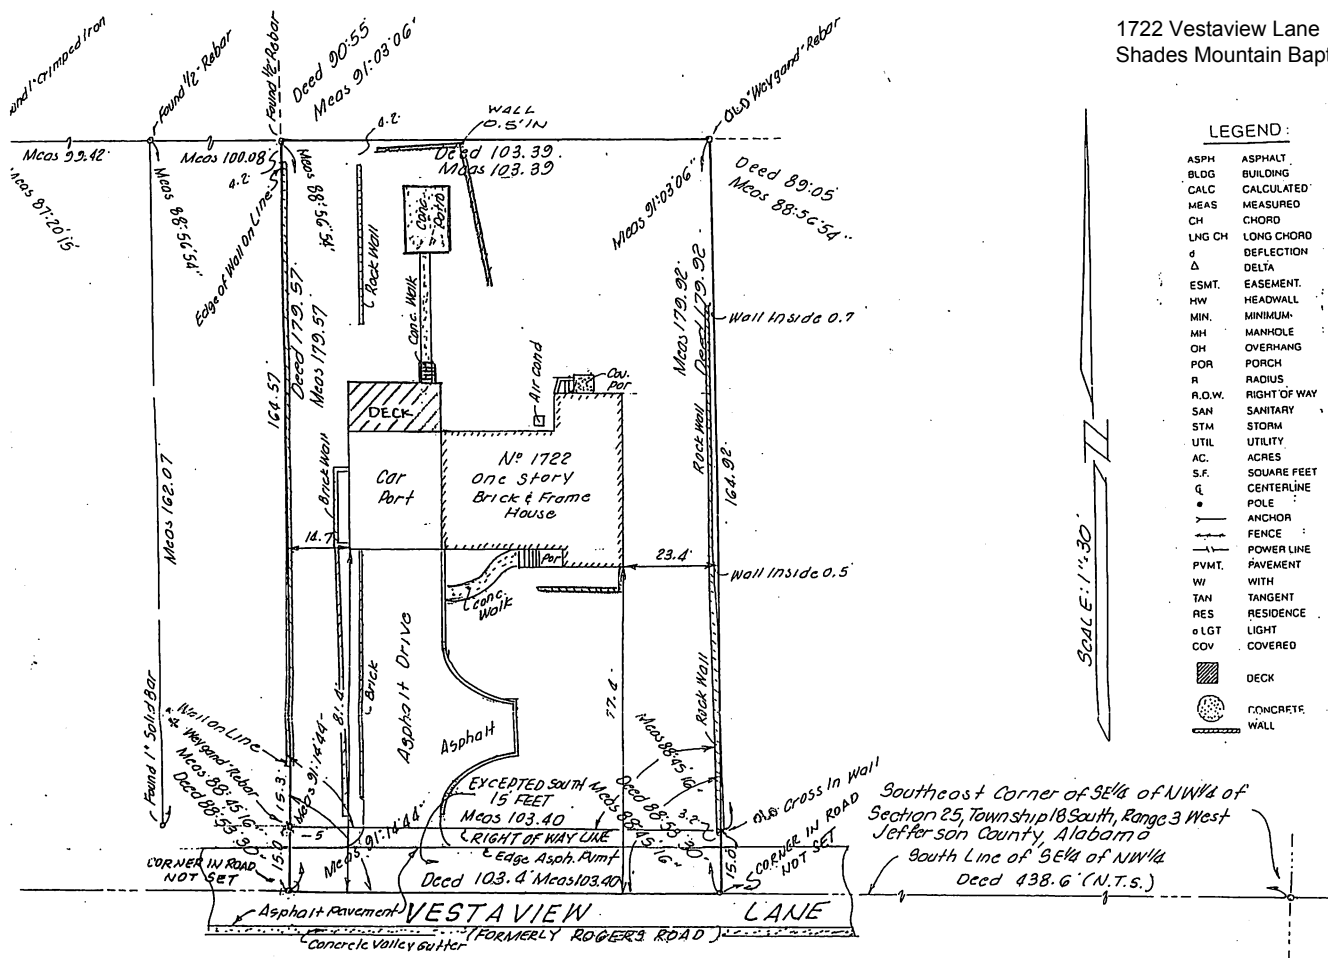 1722 Vestaview Lane
Shades Mountain Bap
Crimped Iron
Found 1/2" Rebar
Found 1/2" Rebar
Deed 90:55
Meas 91:03:06"
WALL
0.5' IN
OLD "Weygand" Rebar
4.2'
Meas 99.42'
Meas 100.08'
Deed 103.39'
Meas 103.39
Meas 87:20'15
Meas 88:56'54"
4.2'
Edge of Wall On Line
Meas 88:56'54"
Conc. Patio
Rock Wall
Conc. Walk
Meas 91:03'06"
Deed 89:05
Meas 88:56'54"
Deed 179.57'
Meas 179.57
164.57
Meas 179.92'
Deed 179.92'
Wall Inside 0.7
Air cond
Cov. Por
DECK
Rock Wall
164.92'
Meas 162.07
Brick Wall
Car Port
Nº 1722
One Story
Brick & Frame
House
14.7'
Por
23.4'
Conc. Walk
Wall Inside 0.5'
Asphalt Drive
Brick
81.4'
Asphalt
77.4'
Rock Wall
Found 1" Solid Bar
Wall on Line
Weygand Rebar
Meas 88:45'16"
Deed 88:53'30"
15.3'
Meas 91:14'44"
Meas 88:45'16"
EXCEPTED SOUTH
15 FEET
Meas 103.40
RIGHT OF WAY LINE
Edge Asph. Pvmt
Deed 103.4' Meas 103.40
Meas 91:14'44"
Deed 88:53'30"
Meas 88:45'16"
3.2'
Old Cross In Wall
CORNER IN ROAD
NOT SET
15.0'
CORNER IN ROAD
NOT SET
15.0'
Southeast Corner of SE¼ of NW¼ of
Section 25, Township 18 South, Range 3 West
Jefferson County, Alabama
South Line of SE¼ of NW¼
Deed 438.6' (N.T.S.)
Asphalt Pavement
VESTAVIEW LANE
(FORMERLY ROGERS ROAD)
Concrete Valley Gutter
SCALE: 1"=30'
LEGEND:
ASPH ASPHALT
BLDG BUILDING
CALC CALCULATED
MEAS MEASURED
CH CHORD
LNG CH LONG CHORD
d DEFLECTION
Δ DELTA
ESMT. EASEMENT.
HW HEADWALL
MIN. MINIMUM
MH MANHOLE
OH OVERHANG
POR PORCH
R RADIUS
R.O.W. RIGHT OF WAY
SAN SANITARY
STM STORM
UTIL UTILITY
AC. ACRES
S.F. SQUARE FEET
℄ CENTERLINE
POLE
ANCHOR
FENCE
POWER LINE
PVMT. PAVEMENT
W/ WITH
TAN TANGENT
RES RESIDENCE
o LGT LIGHT
COV COVERED
DECK
CONCRETE
WALL